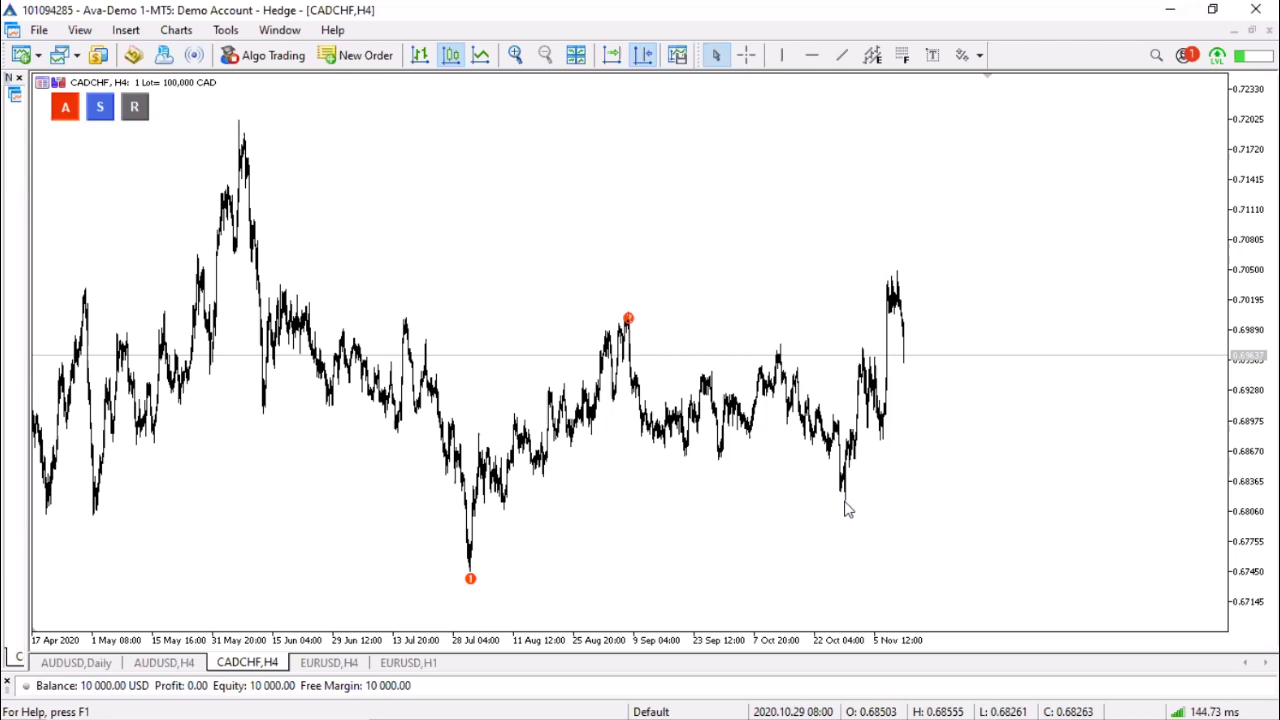 101094285 - Ava-Demo 1-MT5: Demo Account - Hedge - [CADCHF,H4]
File View Insert Charts Tools Window Help
Algo Trading New Order
1
LVL
N
CADCHF, H4: 1 Lot= 100,000 CAD
A S R
0.72330
0.72025
0.71720
0.71415
0.71110
0.70805
0.70500
0.70195
0.69890
0.69637
0.69280
0.68975
0.68670
0.68365
0.68060
0.67755
0.67450
0.67145
1
17 Apr 2020 1 May 08:00 15 May 16:00 31 May 20:00 15 Jun 04:00 29 Jun 12:00 13 Jul 20:00 28 Jul 04:00 11 Aug 12:00 25 Aug 20:00 9 Sep 04:00 23 Sep 12:00 7 Oct 20:00 22 Oct 04:00 5 Nov 12:00
C
AUDUSD,Daily AUDUSD,H4 CADCHF,H4 EURUSD,H4 EURUSD,H1
Balance: 10 000.00 USD Profit: 0.00 Equity: 10 000.00 Free Margin: 10 000.00
For Help, press F1 Default 2020.10.29 08:00 O: 0.68503 H: 0.68555 L: 0.68261 C: 0.68263 144.73 ms